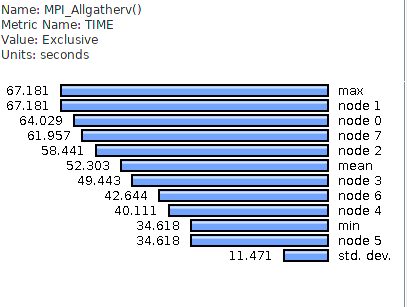 Name: MPI_Allgatherv()
Metric Name: TIME
Value: Exclusive
Units: seconds
67.181 max
67.181 node 1
64.029 node 0
61.957 node 7
58.441 node 2
52.303 mean
49.443 node 3
42.644 node 6
40.111 node 4
34.618 min
34.618 node 5
11.471 std. dev.